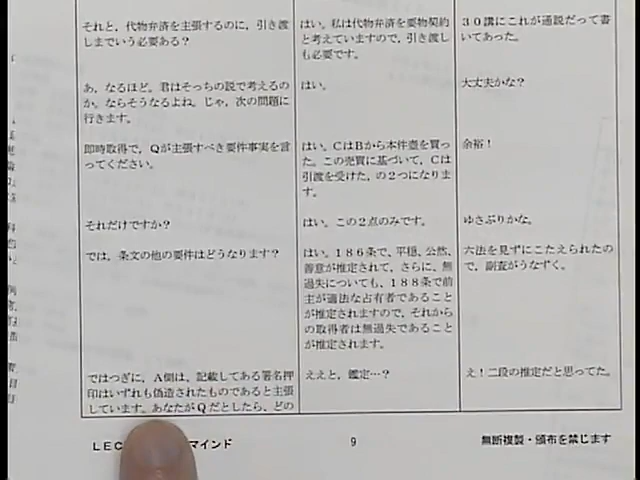 それと，代物弁済を主張するのに，引き渡
しまでいう必要ある？
はい。私は代物弁済を要物契約
と考えていますので，引き渡し
も必要です。
３０講にこれが通説だって書
いてあった。
あ，なるほど。君はそっちの説で考えるの
か。ならそうなるよね。じゃ，次の問題に
行きます。
はい。
大丈夫かな？
即時取得で，Ｑが主張すべき要件事実を言
ってください。
はい。ＣはＢから本件壺を買っ
た。この売買に基づいて，Ｃは
引渡を受けた，の２つになりま
す。
余裕！
それだけですか？
はい。この２点のみです。
ゆさぶりかな。
では，条文の他の要件はどうなります？
はい。１８６条で，平穏，公然，
善意が推定されて，さらに，無
過失についても，１８８条で前
主が適法な占有者であること
が推定されますので，それから
の取得者は無過失であること
が推定されます。
六法を見ずにこたえられたの
で，副査がうなずく。
ではつぎに，Ａ側は，記載してある署名押
印はいずれも偽造されたものであると主張
しています。あなたがＱだとしたら，どの
ええと，鑑定…？
え！二段の推定だと思ってた。
ＬＥＣ
マインド
9
無断複製・頒布を禁じます